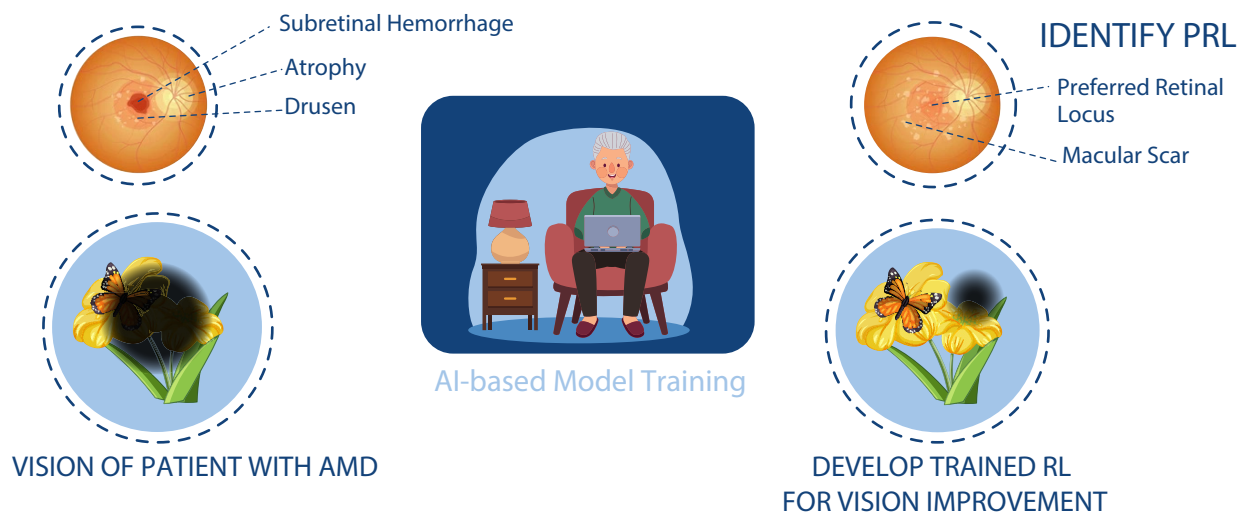 Subretinal Hemorrhage
Atrophy
Drusen
IDENTIFY PRL
Preferred Retinal
Locus
Macular Scar
AI-based Model Training
VISION OF PATIENT WITH AMD
DEVELOP TRAINED RL
FOR VISION IMPROVEMENT